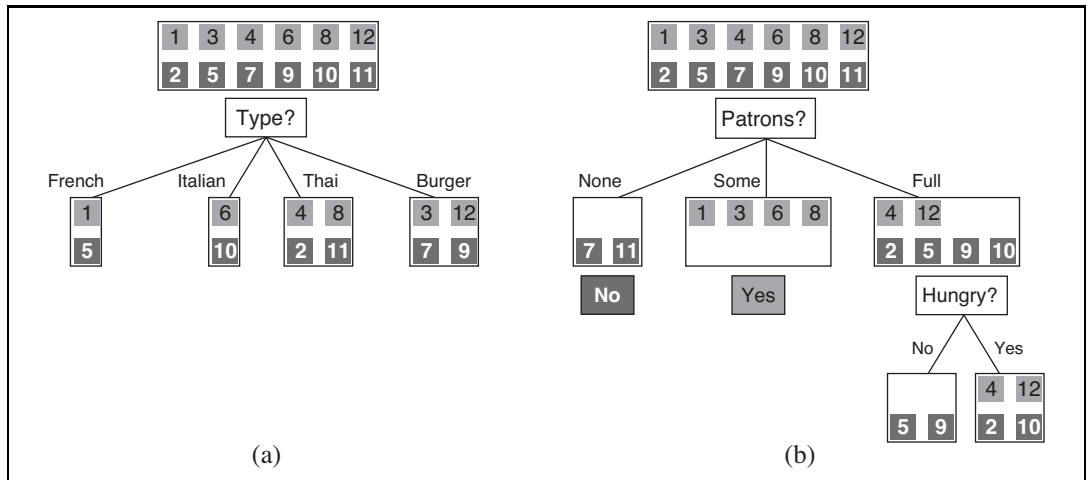 1 3 4 6 8 12
2 5 7 9 10 11
Type?
French Italian Thai Burger
1 6 4 8 3 12
5 10 2 11 7 9
(a)
1 3 4 6 8 12
2 5 7 9 10 11
Patrons?
None Some Full
1 3 6 8 4 12
7 11 2 5 9 10
No Yes Hungry?
No Yes
4 12
5 9 2 10
(b)